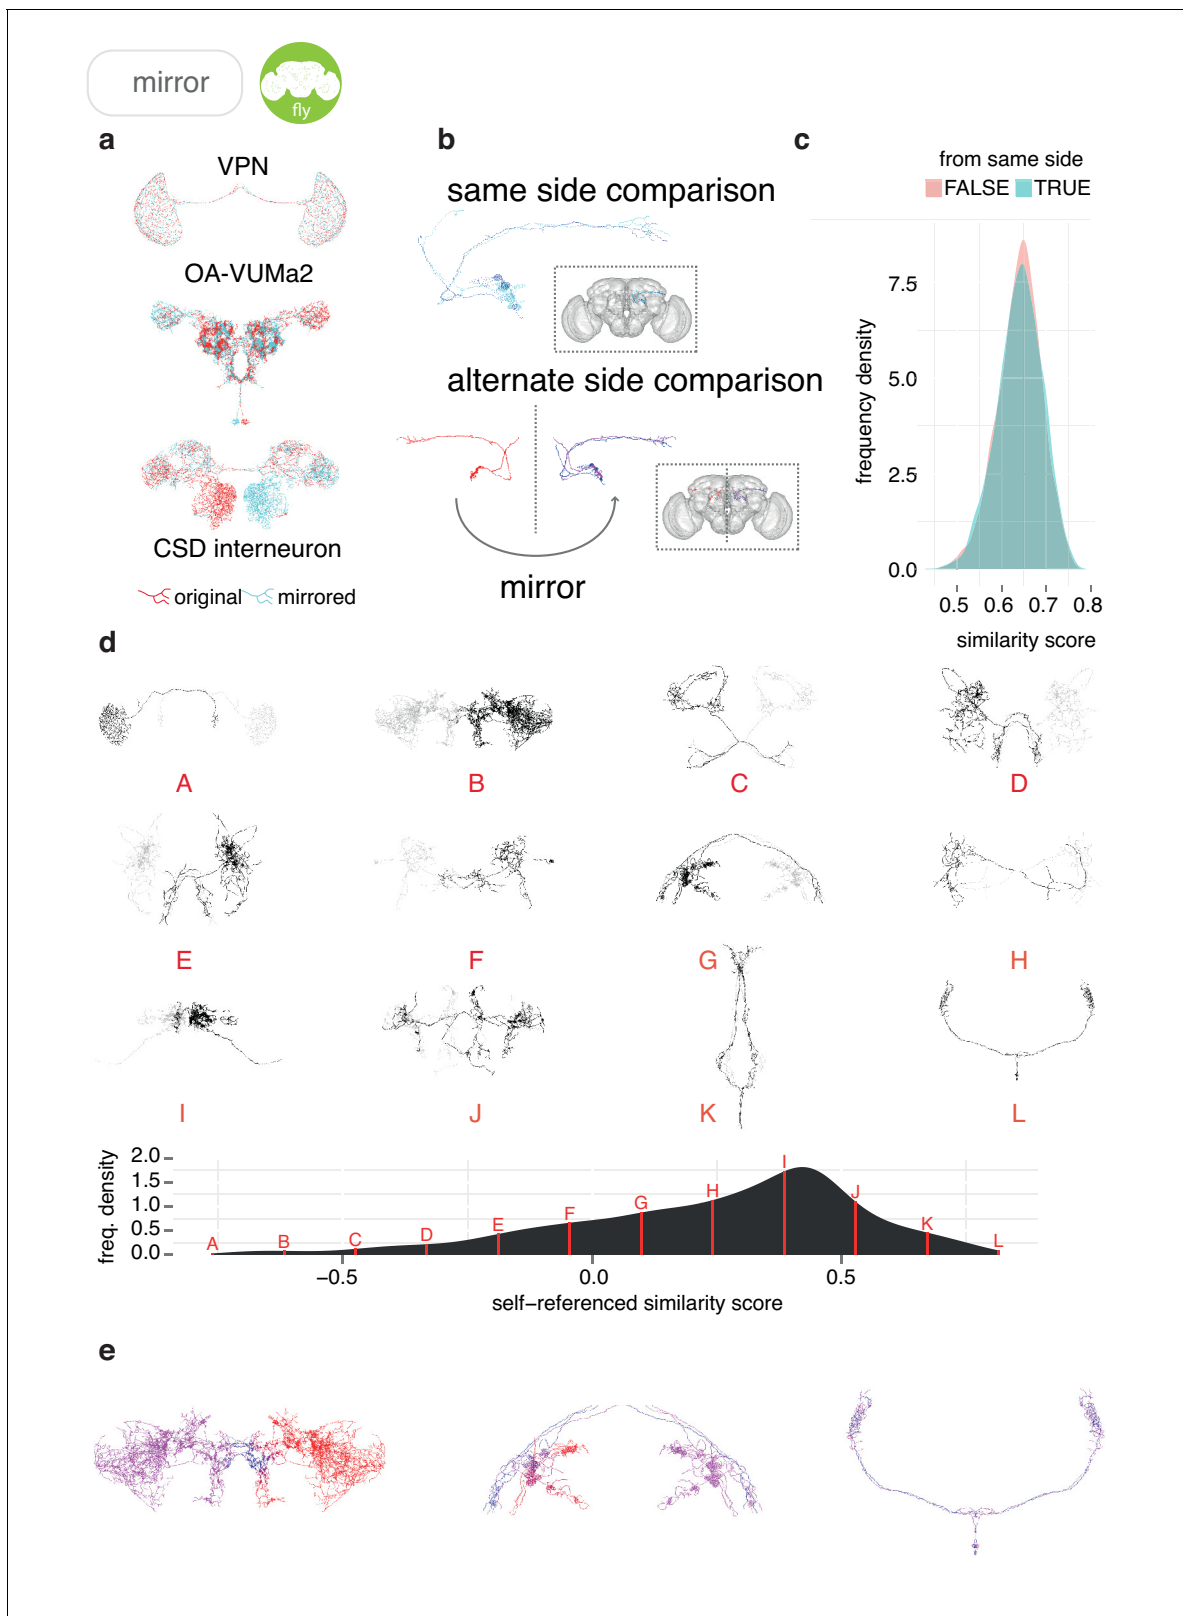 mirror
fly
a
VPN
OA-VUMa2
CSD interneuron
original
mirrored
b
same side comparison
alternate side comparison
mirror
c
from same side
FALSE
TRUE
frequency density
7.5
5.0
2.5
0.0
0.5
0.6
0.7
0.8
similarity score
d
A
B
C
D
E
F
G
H
I
J
K
L
freq. density
2.0
1.5
1.0
0.5
0.0
A
B
C
D
E
F
G
H
I
J
K
L
−0.5
0.0
0.5
self−referenced similarity score
e